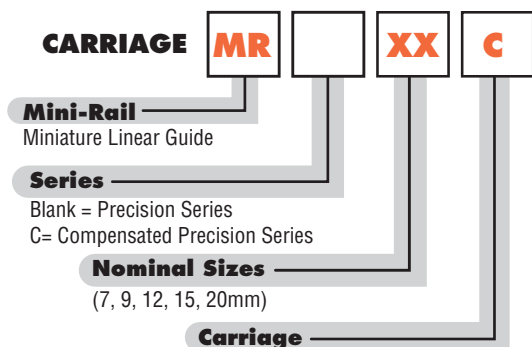 CARRIAGE MR XX C
Mini-Rail
Miniature Linear Guide
Series
Blank = Precision Series
C= Compensated Precision Series
Nominal Sizes
(7, 9, 12, 15, 20mm)
Carriage